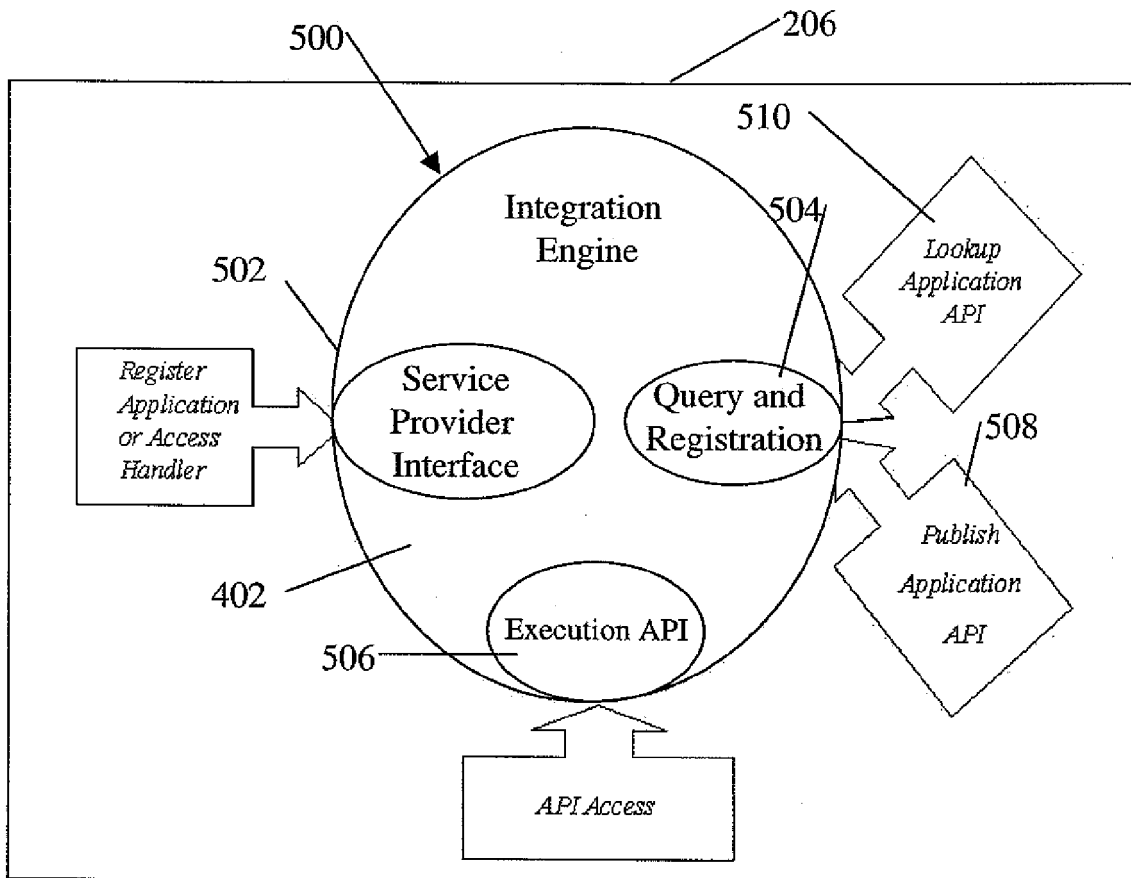 500
206
510
Integration
Engine
504
502
Lookup
Application
API
Register
Application
or Access
Handler
Service
Provider
Interface
Query and
Registration
508
Publish
Application
API
402
Execution API
506
API Access